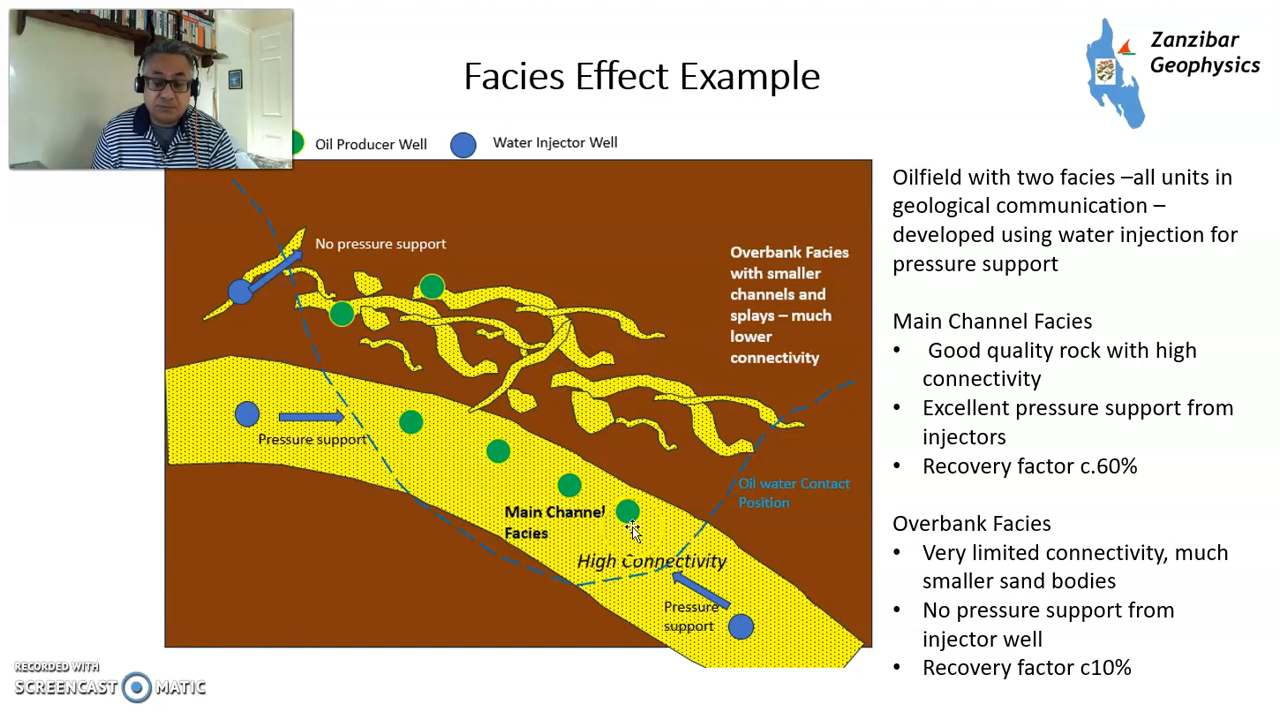 Zanzibar
Geophysics
Facies Effect Example
Oil Producer Well
Water Injector Well
No pressure support
Overbank Facies
with smaller
channels and
splays – much
lower
connectivity
Pressure support
Oil water Contact
Position
Main Channel
Facies
High Connectivity
Pressure
support
Oilfield with two facies –all units in
geological communication –
developed using water injection for
pressure support
Main Channel Facies
• Good quality rock with high
connectivity
• Excellent pressure support from
injectors
• Recovery factor c.60%
Overbank Facies
• Very limited connectivity, much
smaller sand bodies
• No pressure support from
injector well
• Recovery factor c10%
RECORDED WITH
SCREENCAST MATIC